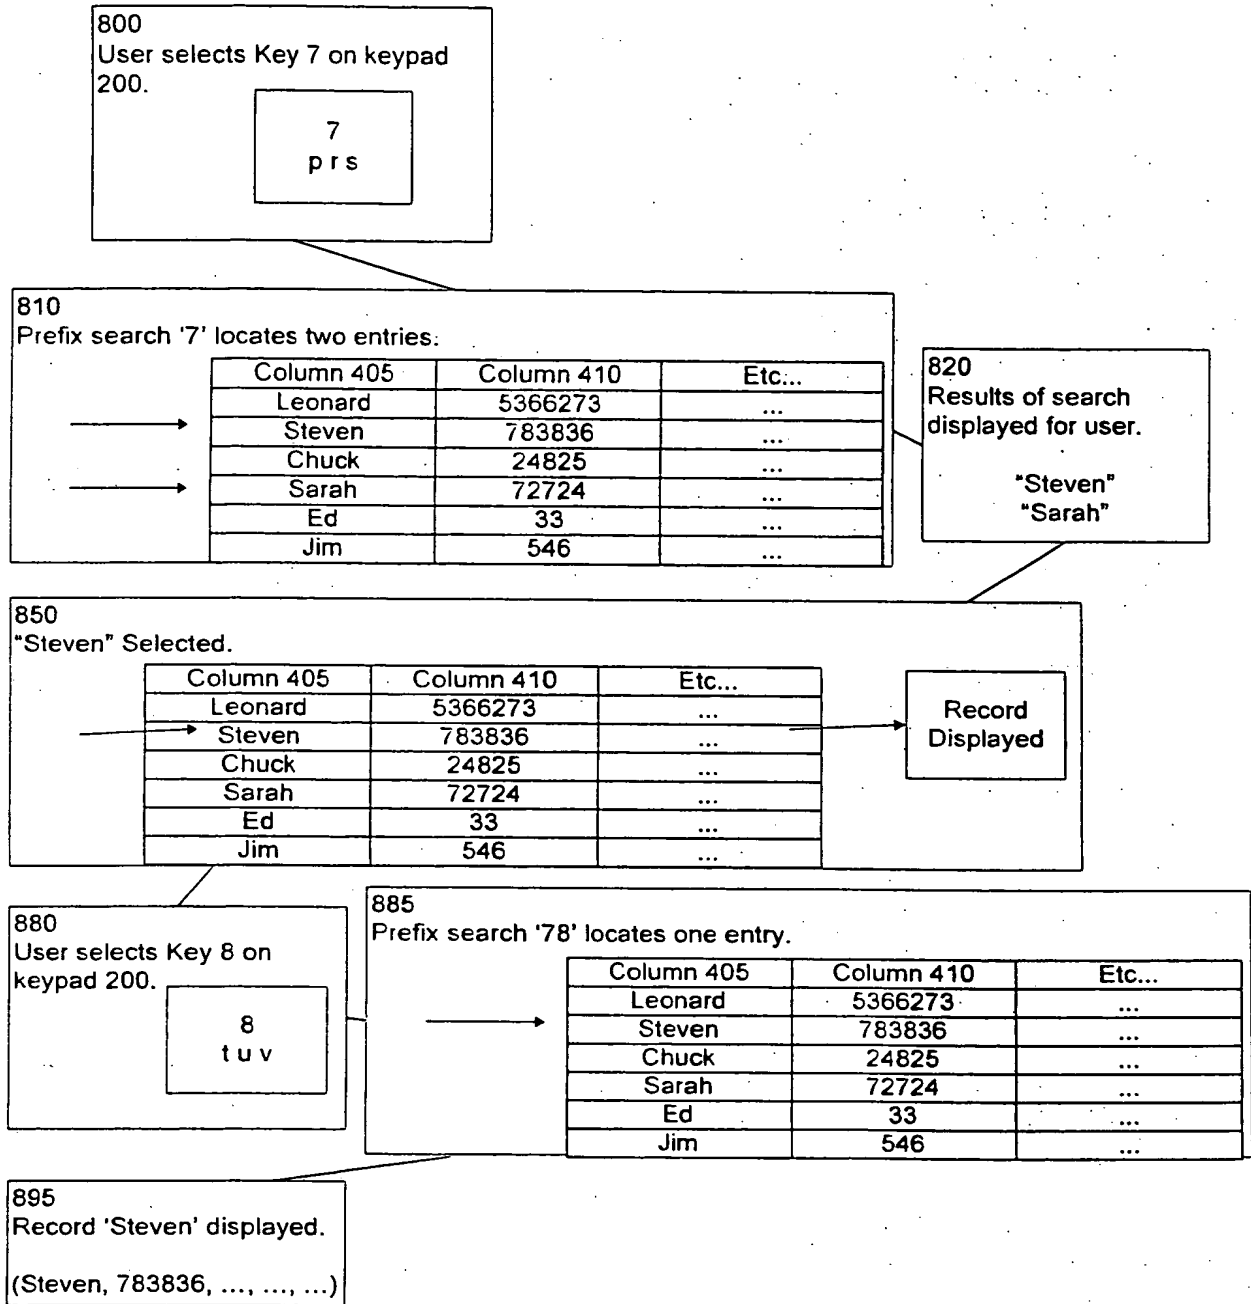 800
User selects Key 7 on keypad
200.
7
p r s
810
Prefix search '7' locates two entries.
Column 405 Column 410 Etc...
Leonard 5366273 ...
Steven 783836 ...
Chuck 24825 ...
Sarah 72724 ...
Ed 33 ...
Jim 546 ...
820
Results of search
displayed for user.
"Steven"
"Sarah"
850
"Steven" Selected.
Column 405 Column 410 Etc...
Leonard 5366273 ...
Steven 783836 ...
Chuck 24825 ...
Sarah 72724 ...
Ed 33 ...
Jim 546 ...
Record
Displayed
880
User selects Key 8 on
keypad 200.
8
t u v
885
Prefix search '78' locates one entry.
Column 405 Column 410 Etc...
Leonard 5366273 ...
Steven 783836 ...
Chuck 24825 ...
Sarah 72724 ...
Ed 33 ...
Jim 546 ...
895
Record 'Steven' displayed.
(Steven, 783836, ..., ..., ...)